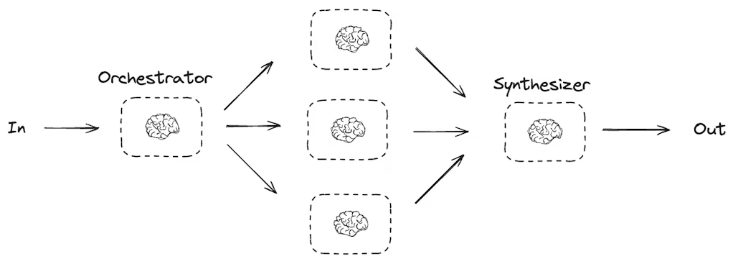 Orchestrator
Synthesizer
In
Out